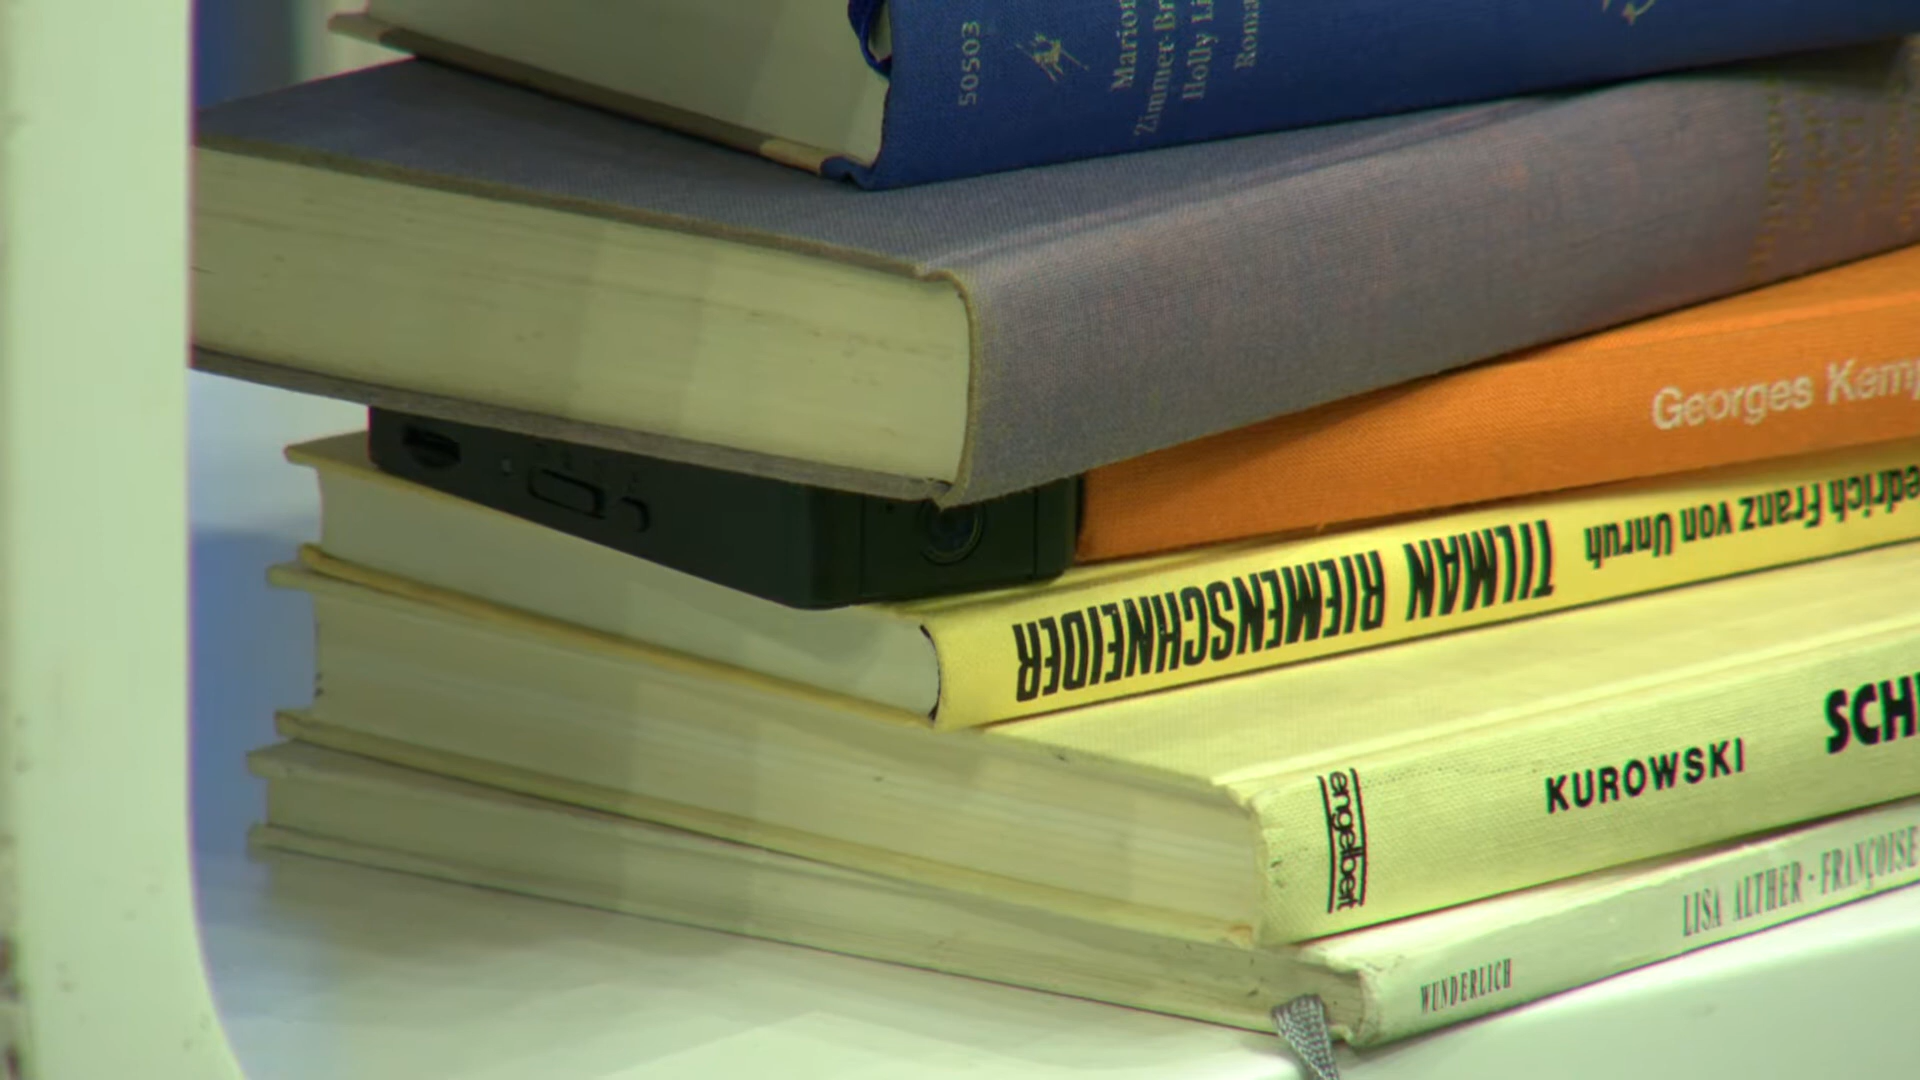 50503
Marion
Zimmer-Br
Holly Li
Roma
Georges Kemp
TILMAN RIEMENSCHNEIDER
edrich Franz von Unruh
engelbert
KUROWSKI
SCH
WUNDERLICH
LISA ALTHER - FRANÇOISE